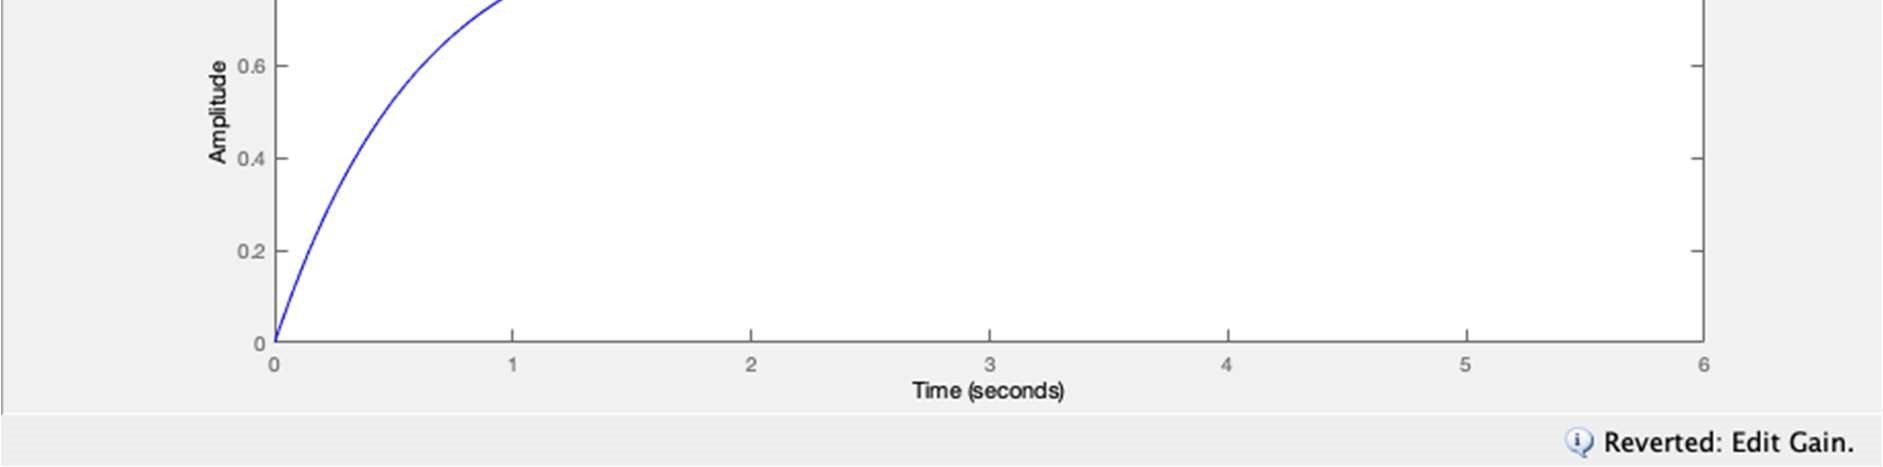 0.6
Amplitude
0.4
0.2
0
0 1 2 3 4 5 6
Time (seconds)
Reverted: Edit Gain.